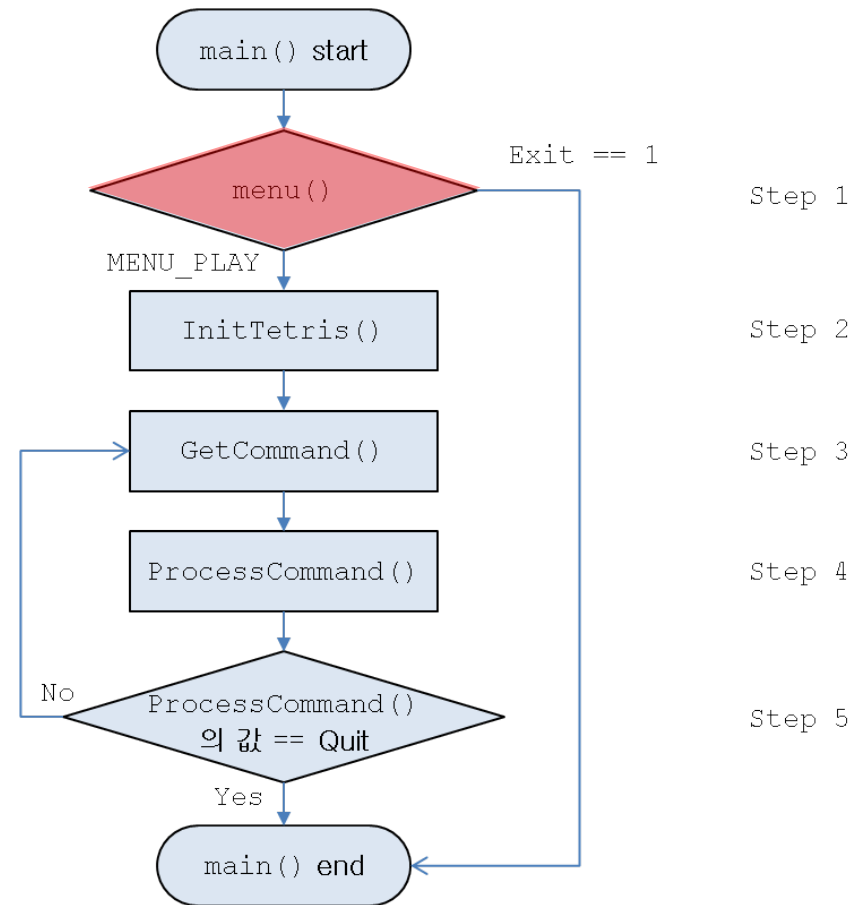 main() start
Exit == 1
menu()
Step 1
MENU_PLAY
InitTetris()
Step 2
GetCommand()
Step 3
ProcessCommand()
Step 4
No
ProcessCommand()
의 값 == Quit
Step 5
Yes
main() end